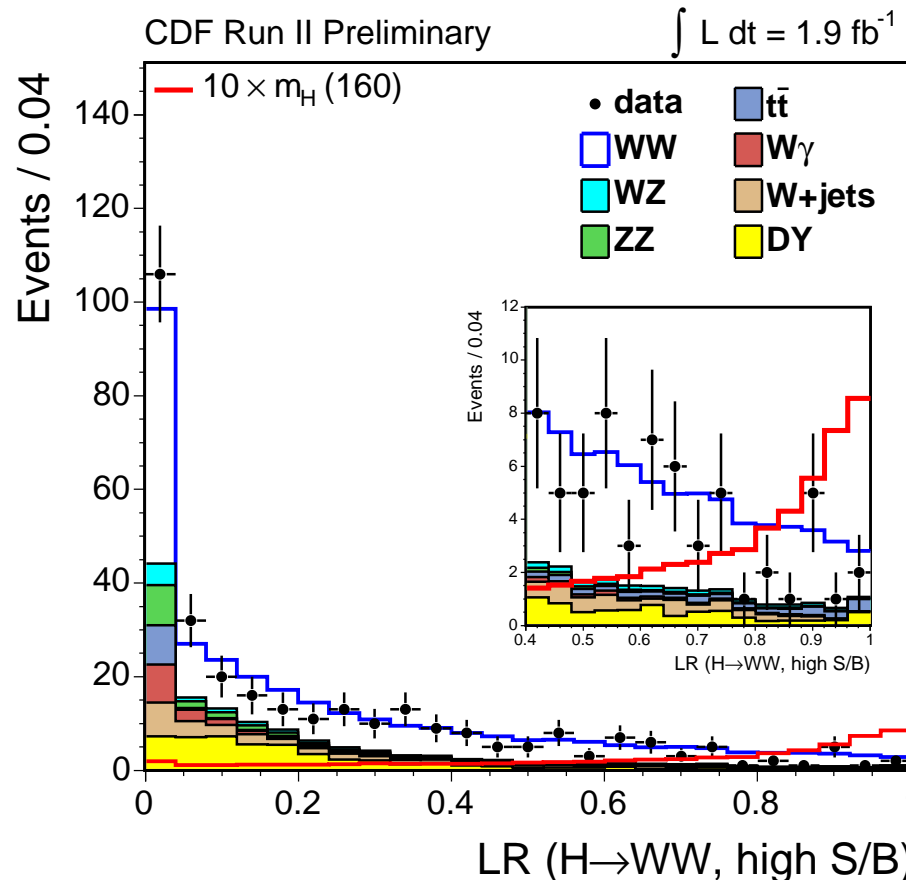 CDF Run II Preliminary
∫ L dt = 1.9 fb⁻¹
Events / 0.04
140
120
100
80
60
40
20
0
10 × m_H (160)
data
WW
WZ
ZZ
tt̄
Wγ
W+jets
DY
Events / 0.04
12
10
8
6
4
2
0
0.4 0.5 0.6 0.7 0.8 0.9 1
LR (H→WW, high S/B)
0 0.2 0.4 0.6 0.8
LR (H→WW, high S/B)